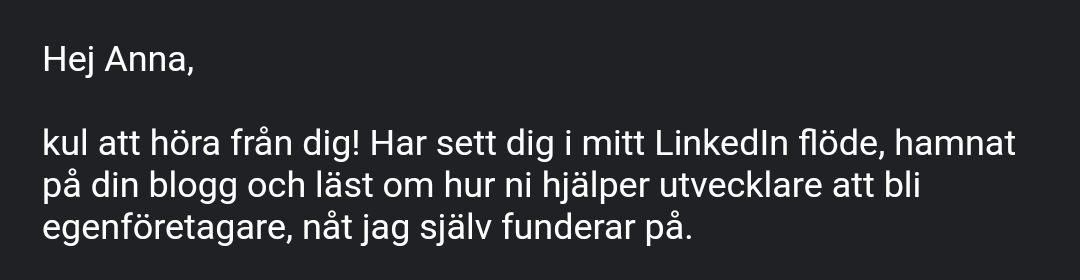 Hej Anna,
kul att höra från dig! Har sett dig i mitt LinkedIn flöde, hamnat
på din blogg och läst om hur ni hjälper utvecklare att bli
egenföretagare, nåt jag själv funderar på.